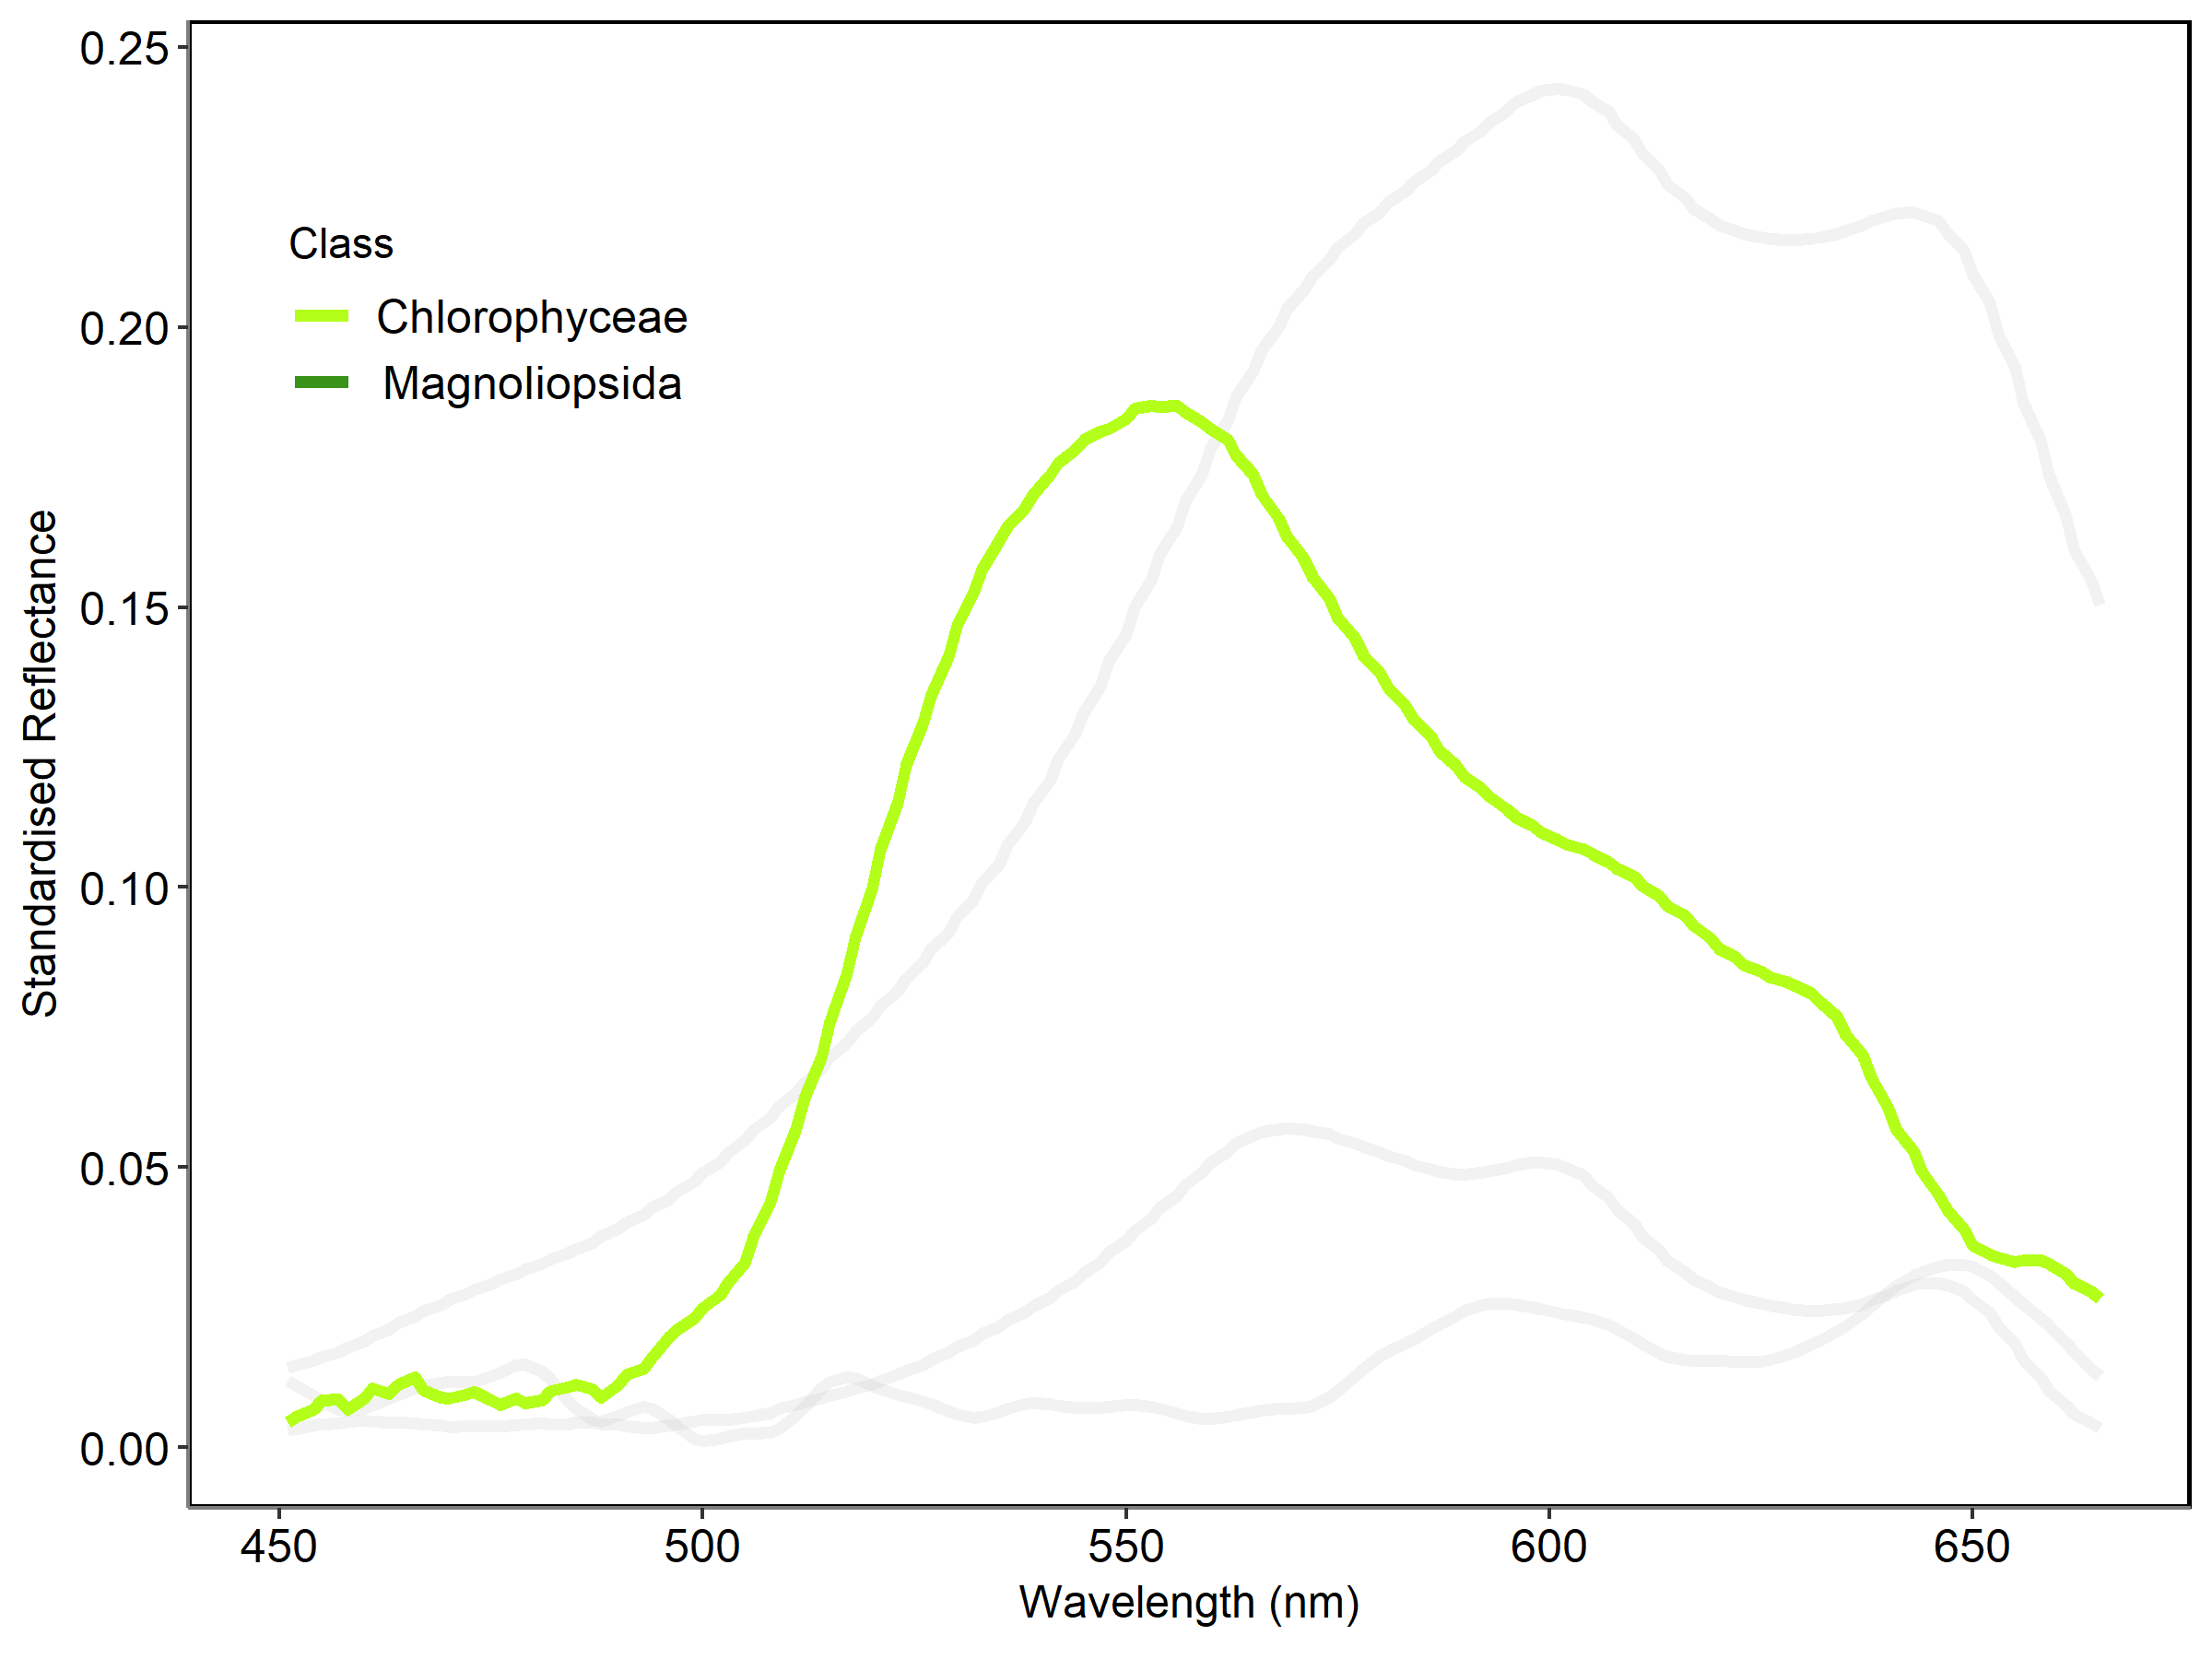 0.25
0.20
0.15
0.10
0.05
0.00
Standardised Reflectance
Class
Chlorophyceae
Magnoliopsida
450 500 550 600 650
Wavelength (nm)